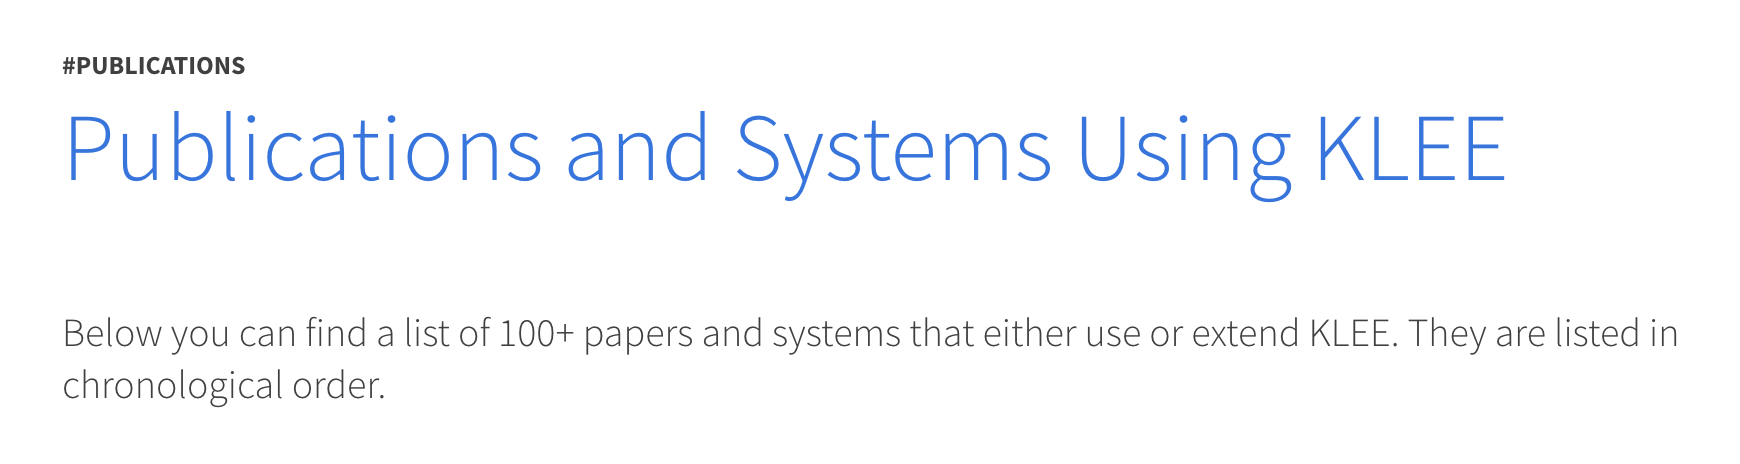 #PUBLICATIONS
Publications and Systems Using KLEE
Below you can find a list of 100+ papers and systems that either use or extend KLEE. They are listed in
chronological order.